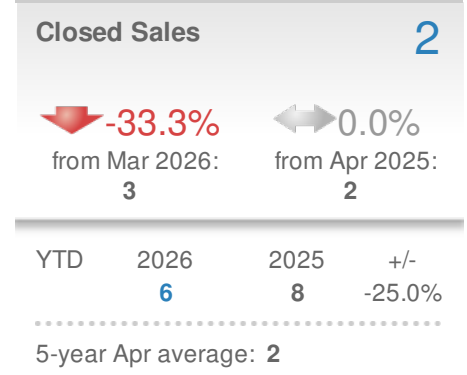 Closed Sales 2
-33.3% 0.0%
from Mar 2026: from Apr 2025:
3 2
YTD 2026 2025 +/-
6 8 -25.0%
5-year Apr average: 2